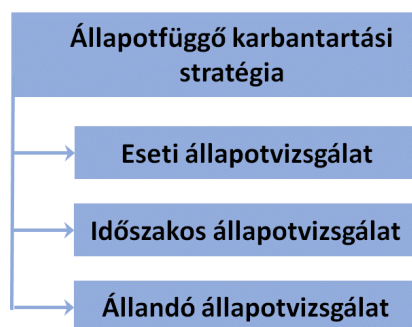 Állapotfüggő karbantartási
stratégia
Eseti állapotvizsgálat
Időszakos állapotvizsgálat
Állandó állapotvizsgálat